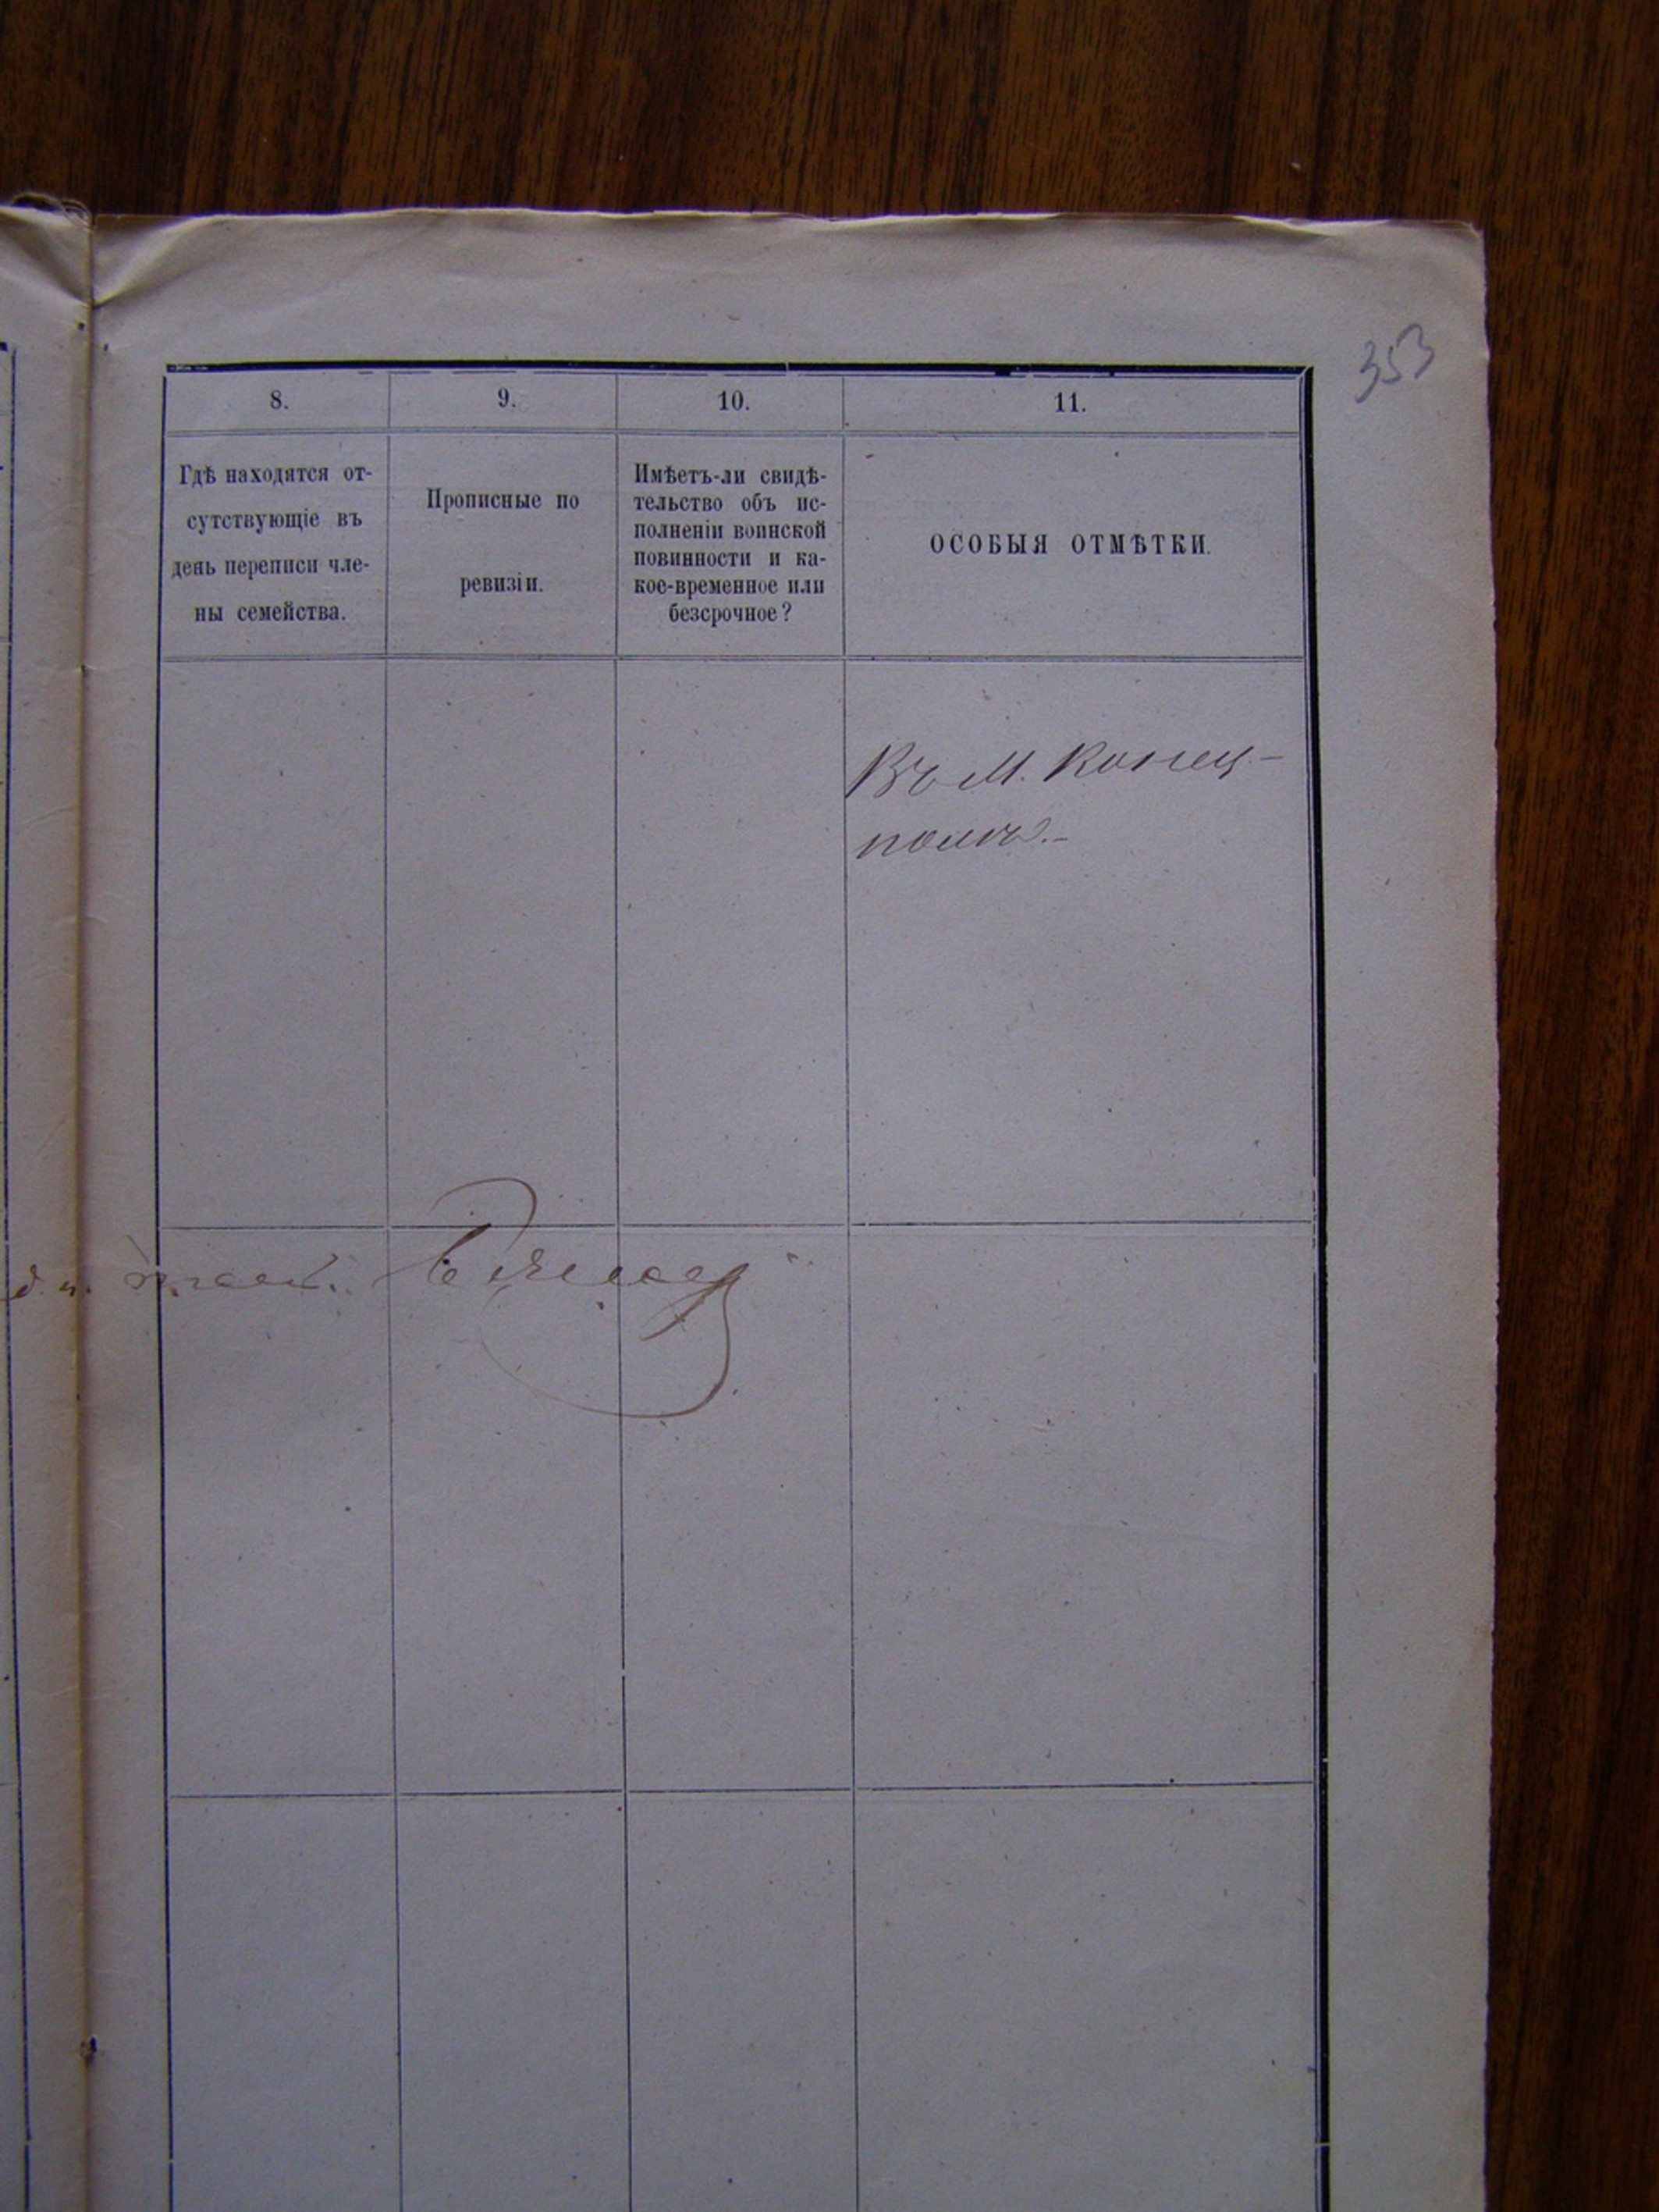 353
8. 9. 10. 11.
Гдѣ находятся от-
сутствующіе въ
день переписи чле-
ны семейства.
Прописные по
ревизіи.
Имѣетъ-ли свидѣ-
тельство объ ис-
полненіи воинской
повинности и ка-
кое-временное или
безсрочное?
ОСОБЫЯ ОТМѢТКИ.
Въ м. Конец-
полѣ.-